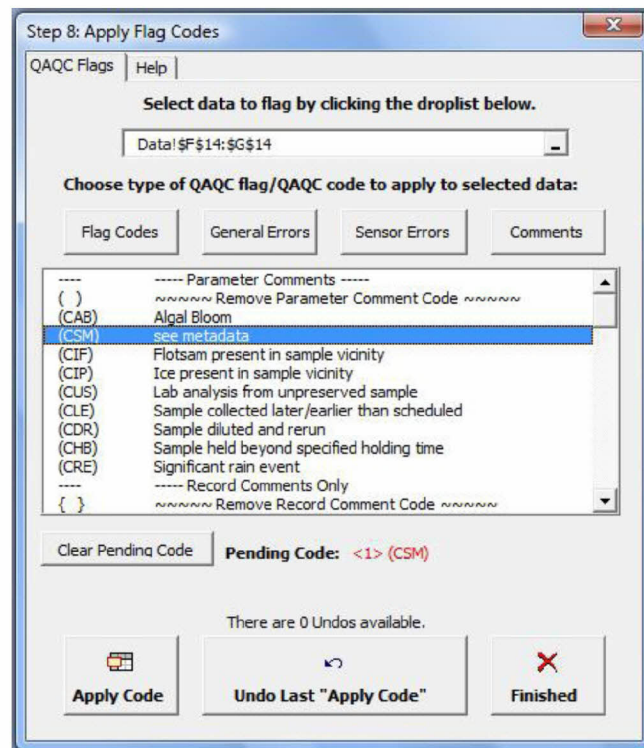 Step 8: Apply Flag Codes
QAQC Flags Help
Select data to flag by clicking the droplist below.
Data!$F$14:$G$14
Choose type of QAQC flag/QAQC code to apply to selected data:
Flag Codes General Errors Sensor Errors Comments
---- ----- Parameter Comments -----
( ) ~~~~~ Remove Parameter Comment Code ~~~~~
(CAB) Algal Bloom
(CSM) see metadata
(CIF) Flotsam present in sample vicinity
(CIP) Ice present in sample vicinity
(CUS) Lab analysis from unpreserved sample
(CLE) Sample collected later/earlier than scheduled
(CDR) Sample diluted and rerun
(CHB) Sample held beyond specified holding time
(CRE) Significant rain event
---- ----- Record Comments Only
{ } ~~~~~ Remove Record Comment Code ~~~~~
Clear Pending Code Pending Code: <1> (CSM)
There are 0 Undos available.
Apply Code Undo Last "Apply Code" Finished